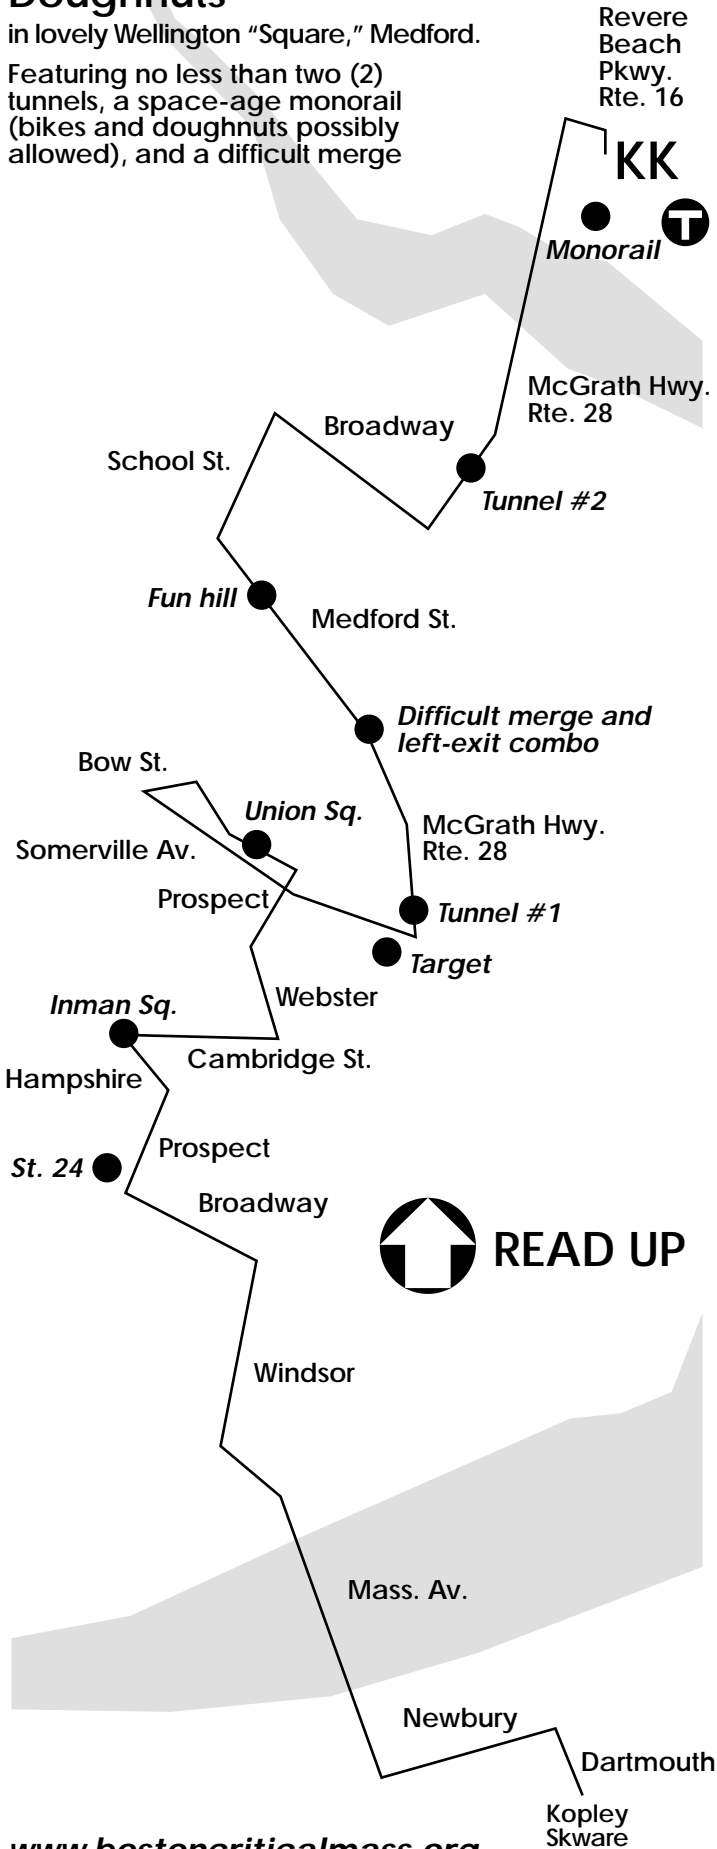 Doughnuts
in lovely Wellington “Square,” Medford.
Featuring no less than two (2)
tunnels, a space-age monorail
(bikes and doughnuts possibly
allowed), and a difficult merge
Revere
Beach
Pkwy.
Rte. 16
KK
T
Monorail
McGrath Hwy.
Rte. 28
Broadway
School St.
Tunnel #2
Fun hill
Medford St.
Difficult merge and
left-exit combo
Bow St.
Union Sq.
McGrath Hwy.
Rte. 28
Somerville Av.
Prospect
Tunnel #1
Target
Webster
Inman Sq.
Cambridge St.
Hampshire
Prospect
St. 24
Broadway
READ UP
Windsor
Mass. Av.
Newbury
Dartmouth
Kopley
Skware
www.bostoncriticalmass.org